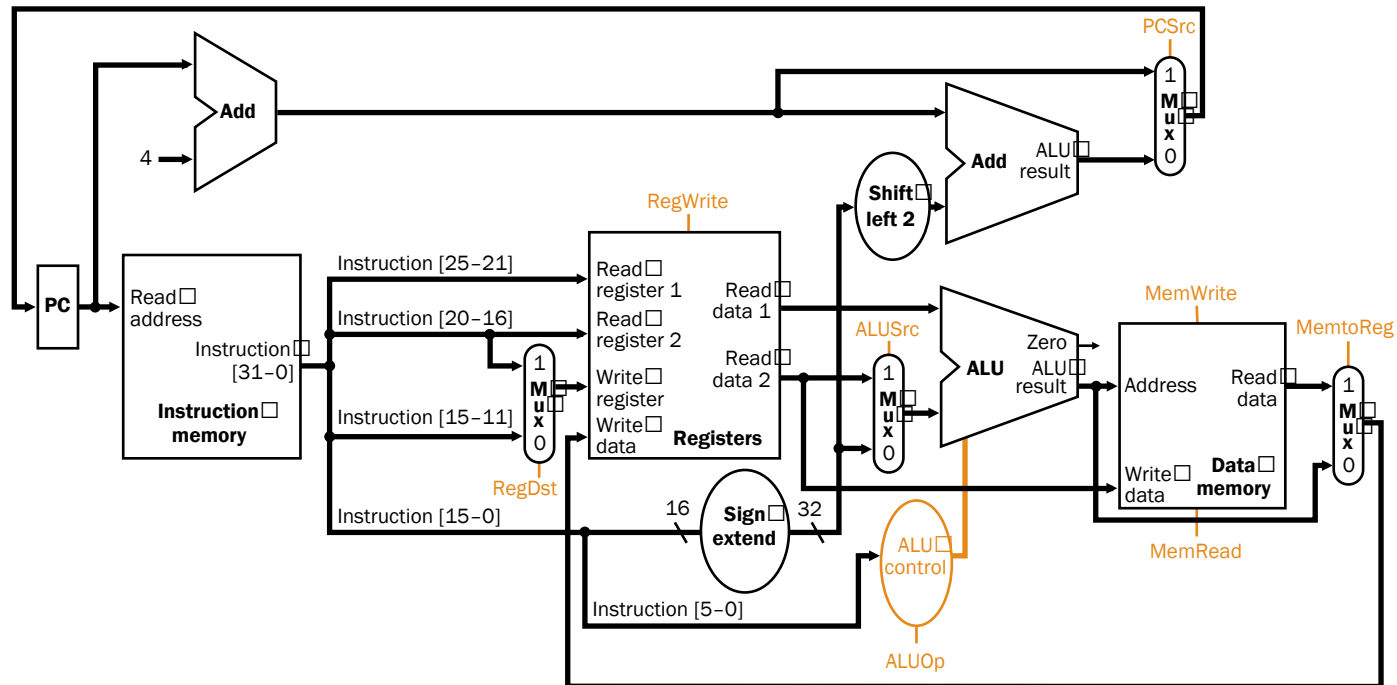 PCSrc
Add
4
1
Mux
0
Add
ALU□
result
Shift□
left 2
RegWrite
PC
Read□
address
Instruction□
[31–0]
Instruction□
memory
Instruction [25–21]
Instruction [20–16]
Instruction [15–11]
Instruction [15–0]
Instruction [5–0]
1
Mux
0
RegDst
Read□
register 1
Read□
register 2
Write□
register
Write□
data
Read□
data 1
Read□
data 2
Registers
16
Sign□
extend
32
ALUSrc
1
Mux
0
Zero
ALU
ALU□
result
ALU□
control
ALUOp
MemWrite
Address
Read□
data
Write□
data
Data□
memory
MemRead
MemtoReg
1
Mux
0